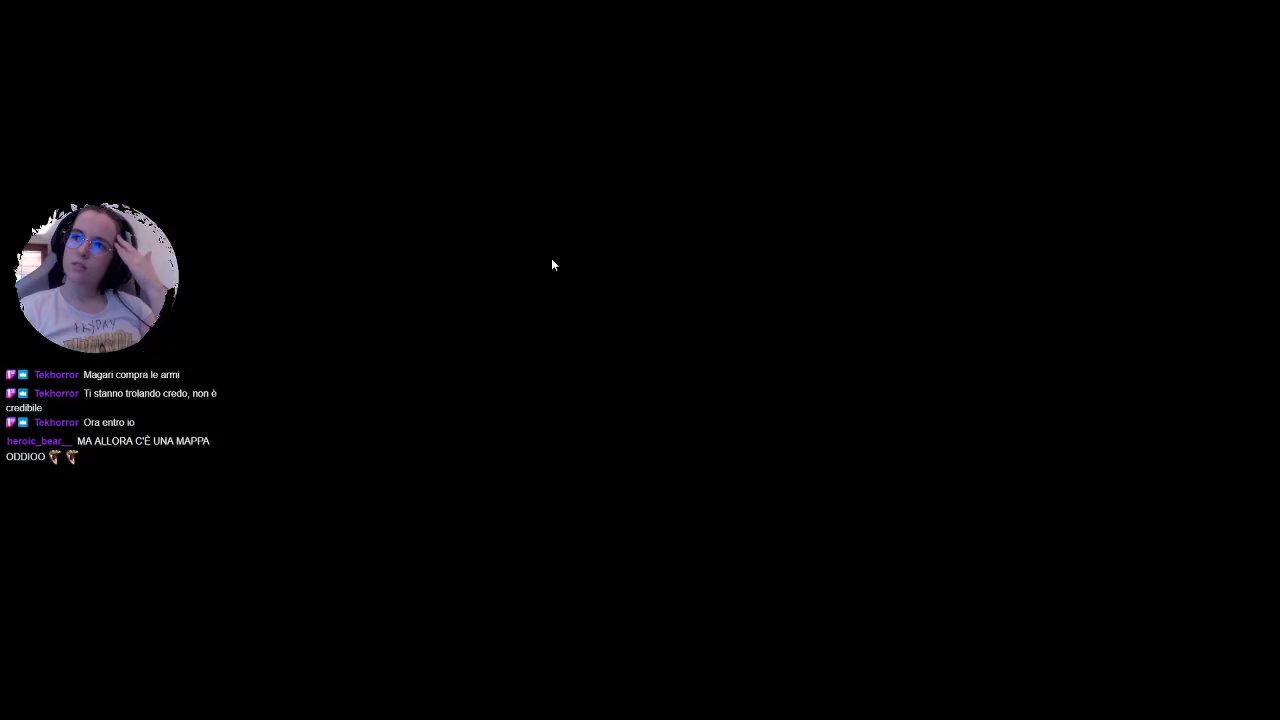 Tekhorror Magari compra le armi
Tekhorror Ti stanno trolando credo, non è
credibile
Tekhorror Ora entro io
heroic_bear__ MA ALLORA C'È UNA MAPPA
ODDIOO